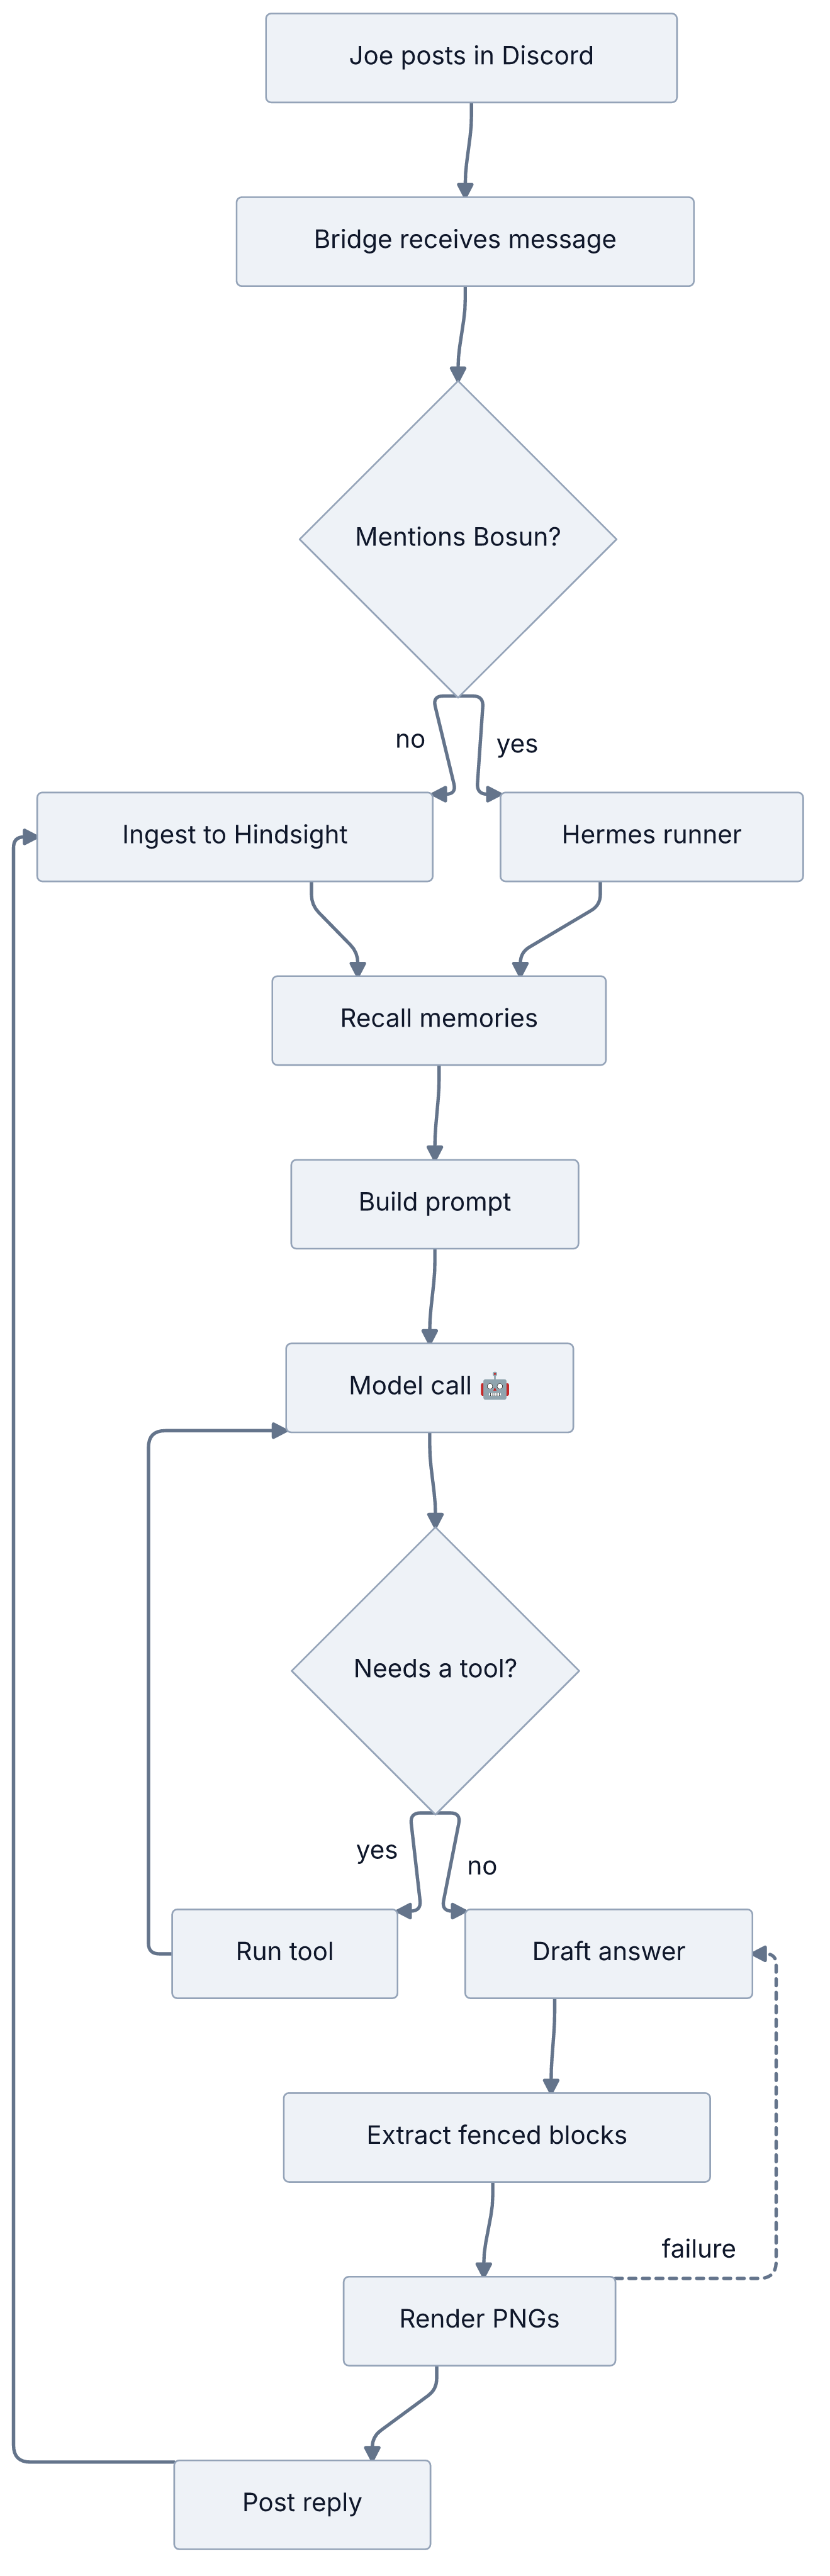 Joe posts in Discord
Bridge receives message
Mentions Bosun?
no
yes
Ingest to Hindsight
Hermes runner
Recall memories
Build prompt
Model call 🤖
Needs a tool?
yes
no
Run tool
Draft answer
Extract fenced blocks
failure
Render PNGs
Post reply